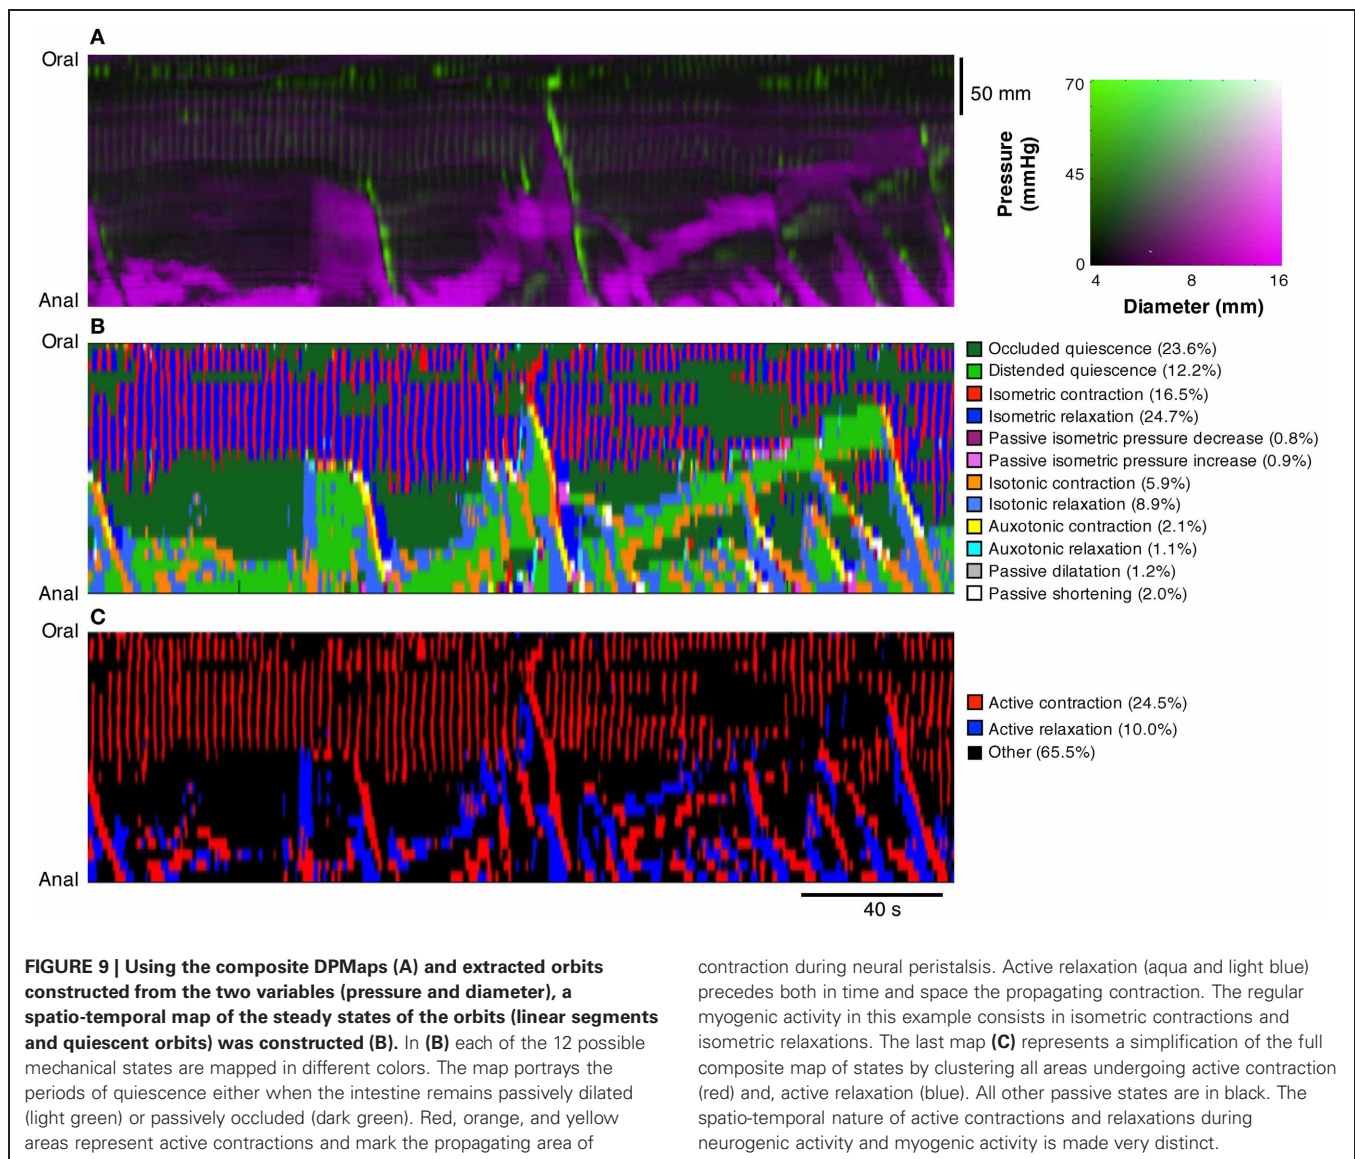 A
Oral
Anal
50 mm
70
45
0
Pressure
(mmHg)
4 8 16
Diameter (mm)
B
Oral
Anal
Occluded quiescence (23.6%)
Distended quiescence (12.2%)
Isometric contraction (16.5%)
Isometric relaxation (24.7%)
Passive isometric pressure decrease (0.8%)
Passive isometric pressure increase (0.9%)
Isotonic contraction (5.9%)
Isotonic relaxation (8.9%)
Auxotonic contraction (2.1%)
Auxotonic relaxation (1.1%)
Passive dilatation (1.2%)
Passive shortening (2.0%)
C
Oral
Anal
Active contraction (24.5%)
Active relaxation (10.0%)
Other (65.5%)
40 s
FIGURE 9 | Using the composite DPMaps (A) and extracted orbits
constructed from the two variables (pressure and diameter), a
spatio-temporal map of the steady states of the orbits (linear segments
and quiescent orbits) was constructed (B). In (B) each of the 12 possible
mechanical states are mapped in different colors. The map portrays the
periods of quiescence either when the intestine remains passively dilated
(light green) or passively occluded (dark green). Red, orange, and yellow
areas represent active contractions and mark the propagating area of
contraction during neural peristalsis. Active relaxation (aqua and light blue)
precedes both in time and space the propagating contraction. The regular
myogenic activity in this example consists in isometric contractions and
isometric relaxations. The last map (C) represents a simplification of the full
composite map of states by clustering all areas undergoing active contraction
(red) and, active relaxation (blue). All other passive states are in black. The
spatio-temporal nature of active contractions and relaxations during
neurogenic activity and myogenic activity is made very distinct.